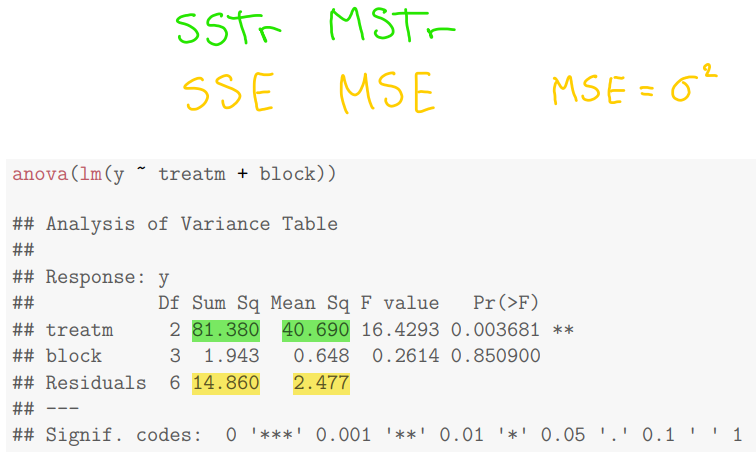 SSTr MSTr
SSE MSE MSE = σ²
anova(lm(y ~ treatm + block))
## Analysis of Variance Table
##
## Response: y
##           Df Sum Sq Mean Sq F value   Pr(>F)
## treatm     2 81.380  40.690 16.4293 0.003681 **
## block      3  1.943   0.648  0.2614 0.850900
## Residuals  6 14.860   2.477
## ---
## Signif. codes:  0 '***' 0.001 '**' 0.01 '*' 0.05 '.' 0.1 ' ' 1